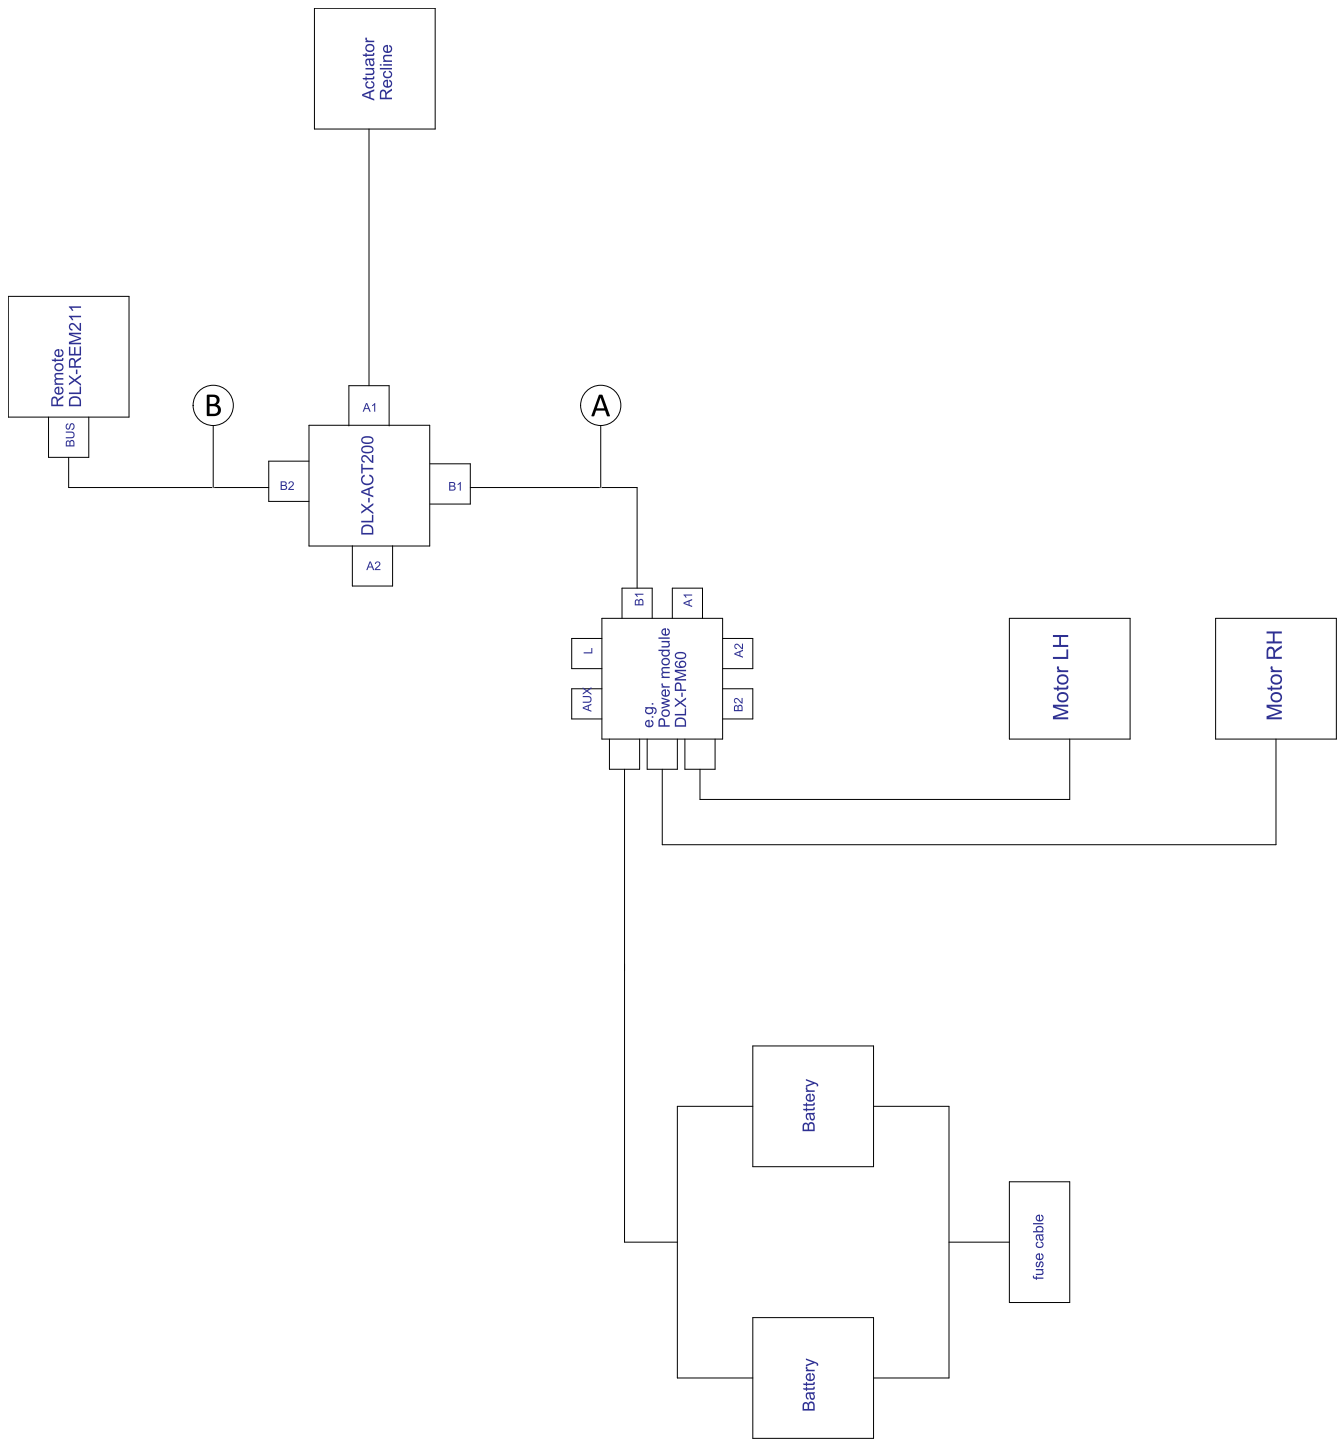 Actuator
Recline
Remote
DLX-REM211
BUS
B
A
A1
DLX-ACT200
B2
B1
A2
B1
A1
L
AUX
e.g.
Power module
DLX-PM60
A2
B2
Motor LH
Motor RH
Battery
fuse cable
Battery